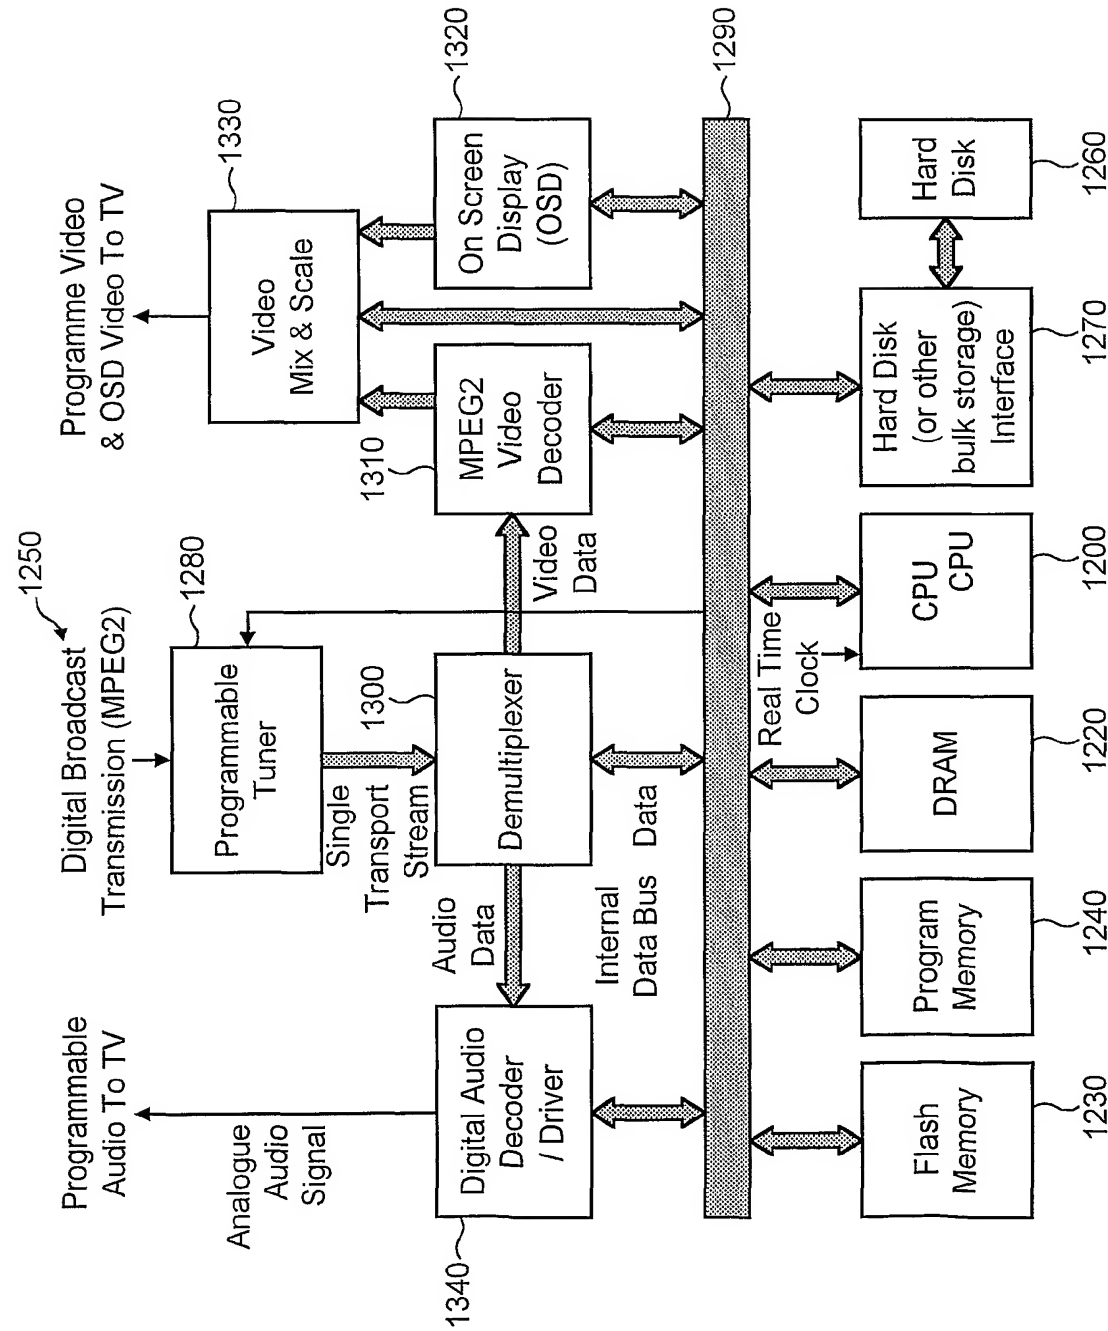 Programmable
Audio To TV
Digital Broadcast
Transmission (MPEG2)
1250
Programme Video
& OSD Video To TV
Analogue
Audio
Signal
Programmable
Tuner
1280
Video
Mix & Scale
1330
Single
Transport
Stream
1340
Digital Audio
Decoder
/ Driver
Audio
Data
Demultiplexer
1300
Video
Data
1310
MPEG2
Video
Decoder
On Screen
Display
(OSD)
1320
Internal
Data Bus
Data
1290
Real Time
Clock
Flash
Memory
1230
Program
Memory
1240
DRAM
1220
CPU
CPU
1200
Hard Disk
(or other
bulk storage)
Interface
1270
Hard
Disk
1260